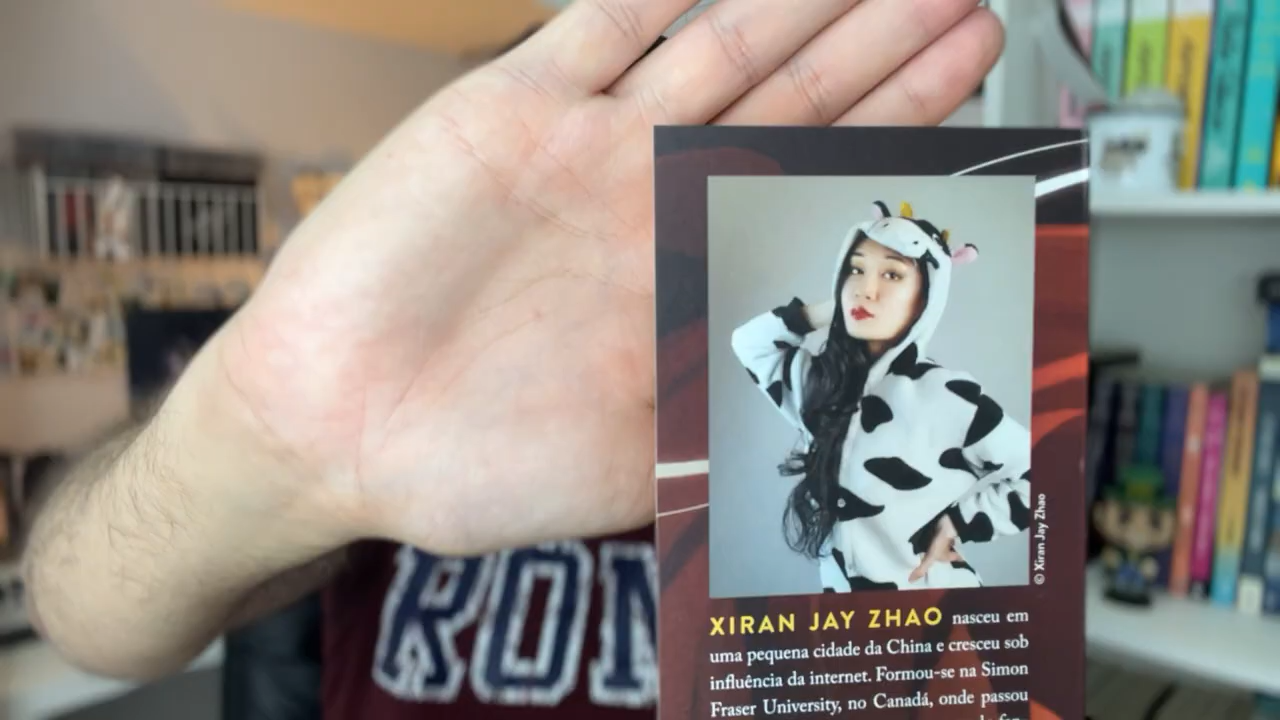 © Xiran Jay Zhao
XIRAN JAY ZHAO nasceu em
uma pequena cidade da China e cresceu sob
influência da internet. Formou-se na Simon
Fraser University, no Canadá, onde passou
RON